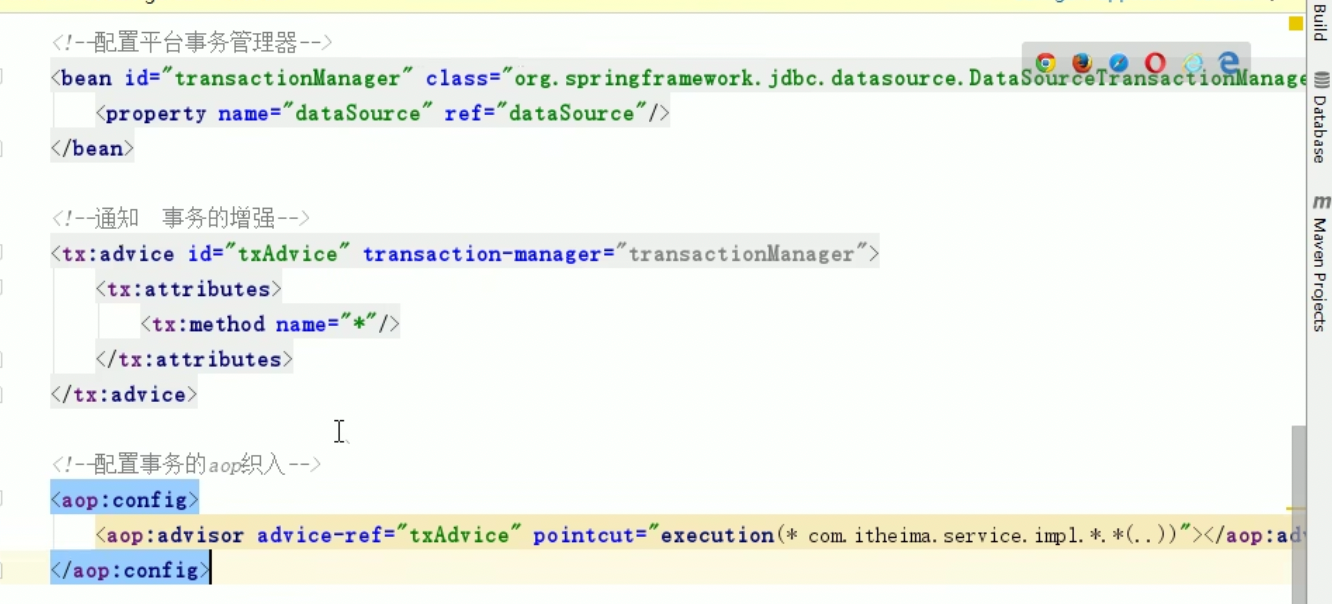 <!--配置平台事务管理器-->
<bean id="transactionManager" class="org.springframework.jdbc.datasource.DataSourceTransactionManage
<property name="dataSource" ref="dataSource"/>
</bean>
<!--通知 事务的增强-->
<tx:advice id="txAdvice" transaction-manager="transactionManager">
<tx:attributes>
<tx:method name="*"/>
</tx:attributes>
</tx:advice>
<!--配置事务的aop织入-->
<aop:config>
<aop:advisor advice-ref="txAdvice" pointcut="execution(* com.itheima.service.impl.*.*(..))"></aop:ad
</aop:config>
Build
Database
m Maven Projects